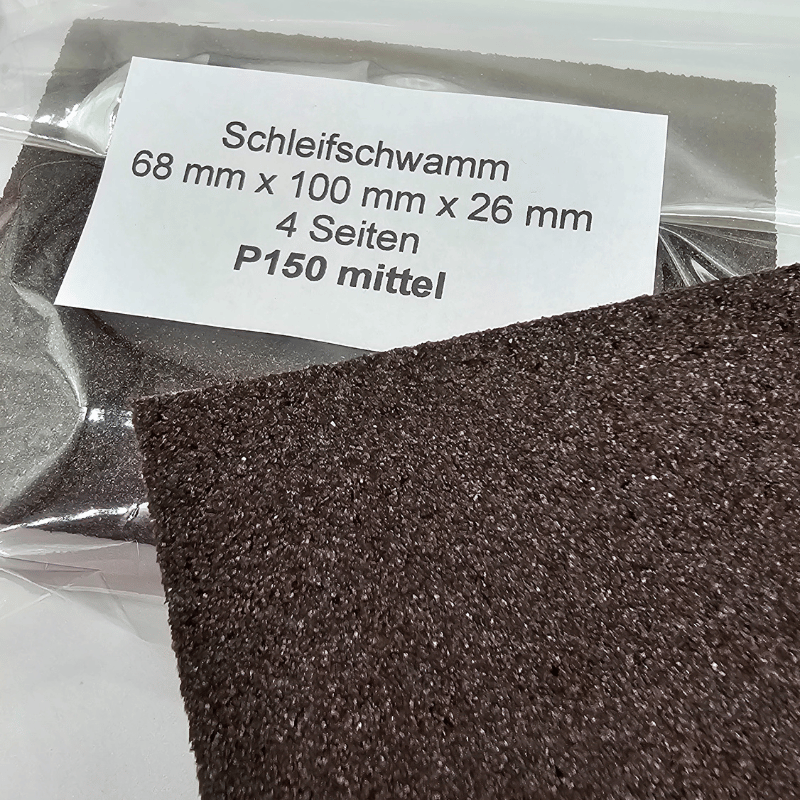 Schleifschwamm
68 mm x 100 mm x 26 mm
4 Seiten
P150 mittel